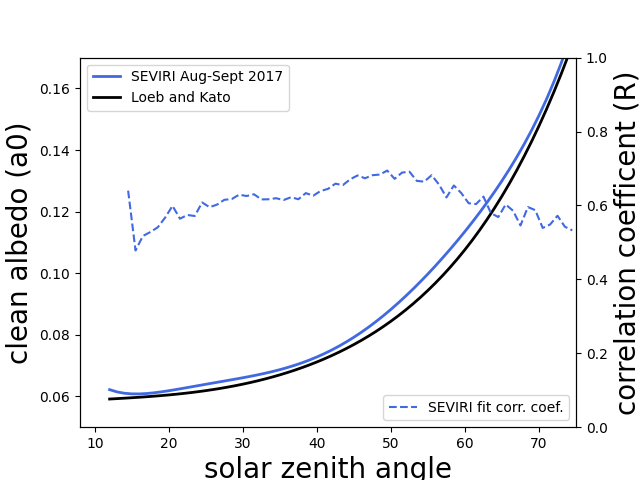 SEVIRI Aug-Sept 2017
Loeb and Kato
0.16
0.14
0.12
0.10
0.08
0.06
clean albedo (a0)
1.0
0.8
0.6
0.4
0.2
0.0
correlation coefficent (R)
SEVIRI fit corr. coef.
10 20 30 40 50 60 70
solar zenith angle